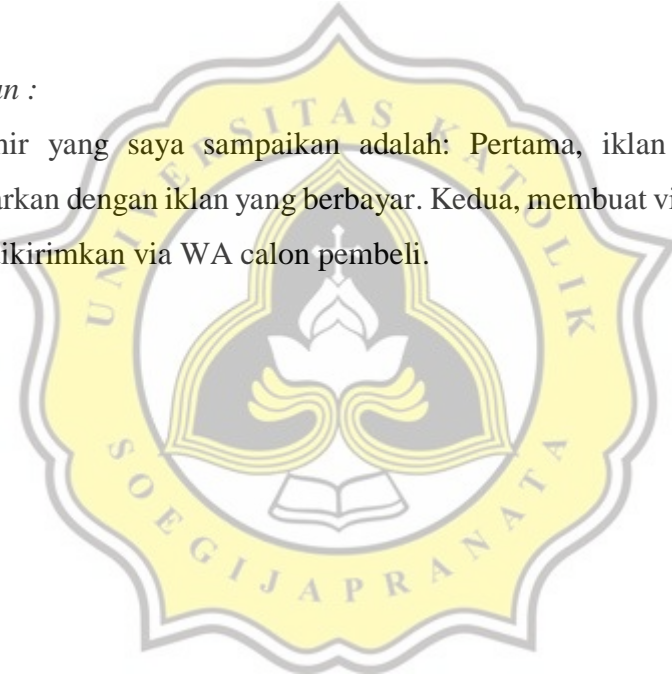 an :
hir yang saya sampaikan adalah: Pertama, iklan
arkan dengan iklan yang berbayar. Kedua, membuat vi
ikirimkan via WA calon pembeli.
UNIVERSITAS KATOLIK
SOEGIJAPRANATA